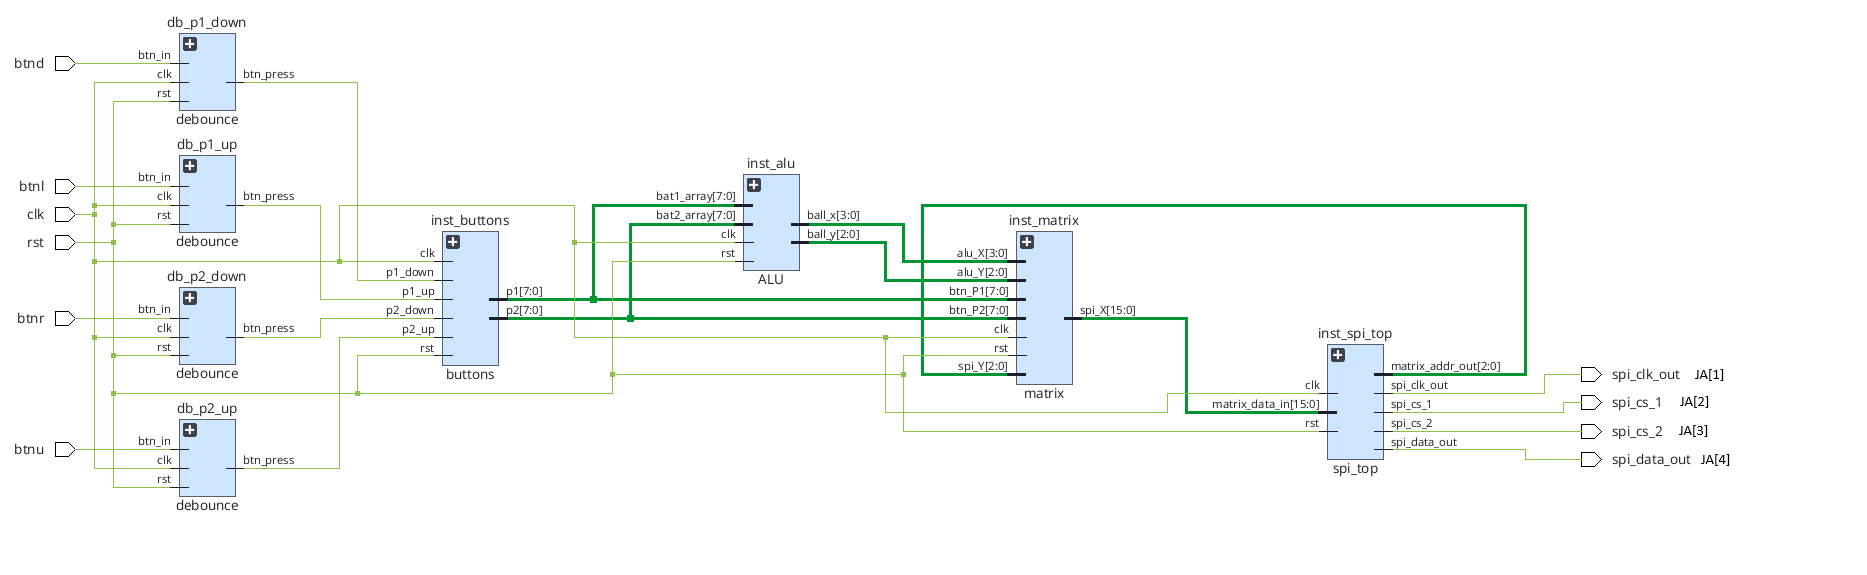 db_p1_down
btnd
btn_in
clk
rst
btn_press
debounce
db_p1_up
btnl
clk
rst
btn_in
clk
rst
btn_press
debounce
db_p2_down
btnr
btn_in
clk
rst
btn_press
debounce
db_p2_up
btnu
btn_in
clk
rst
btn_press
debounce
inst_buttons
clk
p1_down
p1_up
p2_down
p2_up
rst
p1[7:0]
p2[7:0]
buttons
inst_alu
bat1_array[7:0]
bat2_array[7:0]
clk
rst
ball_x[3:0]
ball_y[2:0]
ALU
inst_matrix
alu_X[3:0]
alu_Y[2:0]
btn_P1[7:0]
btn_P2[7:0]
clk
rst
spi_Y[2:0]
spi_X[15:0]
matrix
inst_spi_top
clk
matrix_data_in[15:0]
rst
matrix_addr_out[2:0]
spi_clk_out
spi_cs_1
spi_cs_2
spi_data_out
spi_top
spi_clk_out JA[1]
spi_cs_1 JA[2]
spi_cs_2 JA[3]
spi_data_out JA[4]